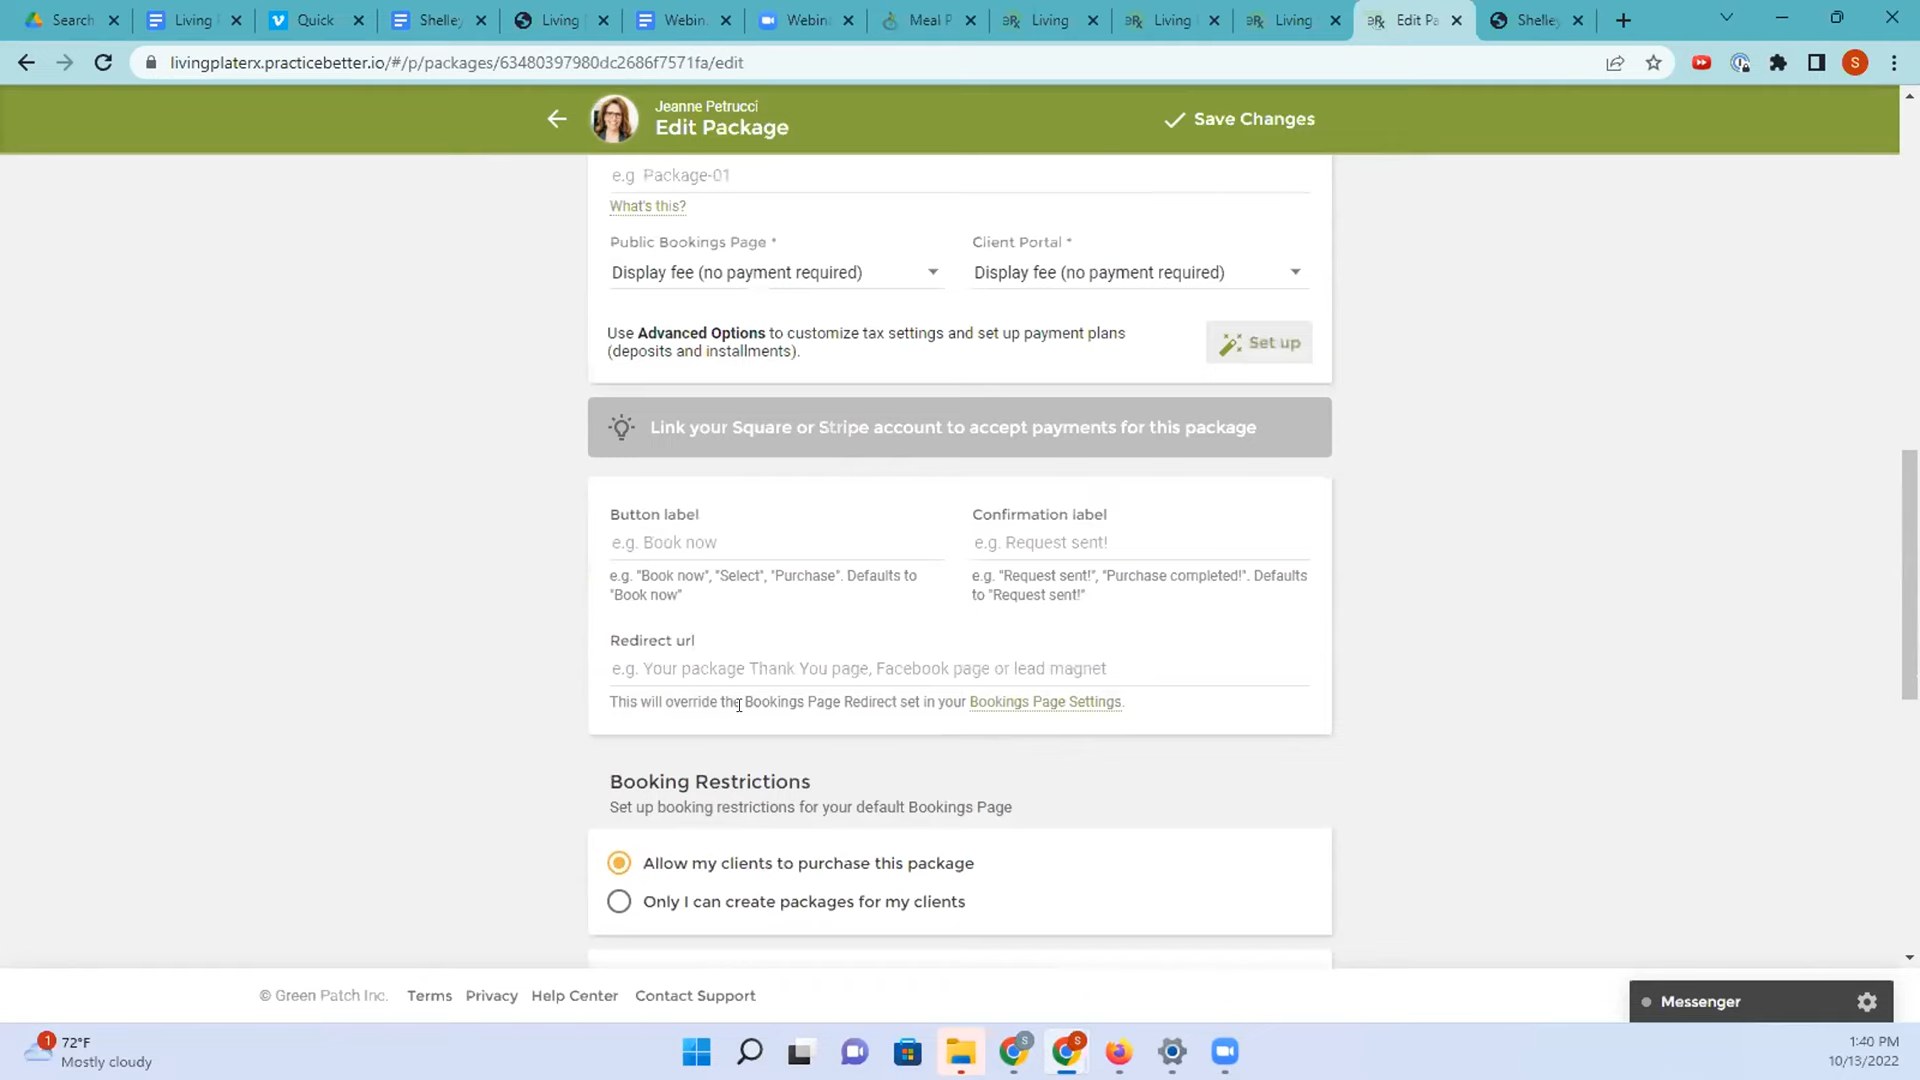 Search
Living
Quick
Shelley
Living
Webin
Webina
Meal P
Living
Living
Living
Edit Pa
Shelley
livingplaterx.practicebetter.io/#/p/packages/63480397980dc2686f7571fa/edit
S
Jeanne Petrucci
Edit Package
Save Changes
e.g Package-01
What's this?
Public Bookings Page *
Client Portal *
Display fee (no payment required)
Display fee (no payment required)
Use Advanced Options to customize tax settings and set up payment plans
(deposits and installments).
Set up
Link your Square or Stripe account to accept payments for this package
Button label
Confirmation label
e.g. Book now
e.g. Request sent!
e.g. "Book now", "Select", "Purchase". Defaults to
"Book now"
e.g. "Request sent!", "Purchase completed!". Defaults
to "Request sent!"
Redirect url
e.g. Your package Thank You page, Facebook page or lead magnet
This will override the Bookings Page Redirect set in your Bookings Page Settings.
Booking Restrictions
Set up booking restrictions for your default Bookings Page
Allow my clients to purchase this package
Only I can create packages for my clients
© Green Patch Inc.
Terms
Privacy
Help Center
Contact Support
Messenger
1
72°F
Mostly cloudy
S
S
1:40 PM
10/13/2022